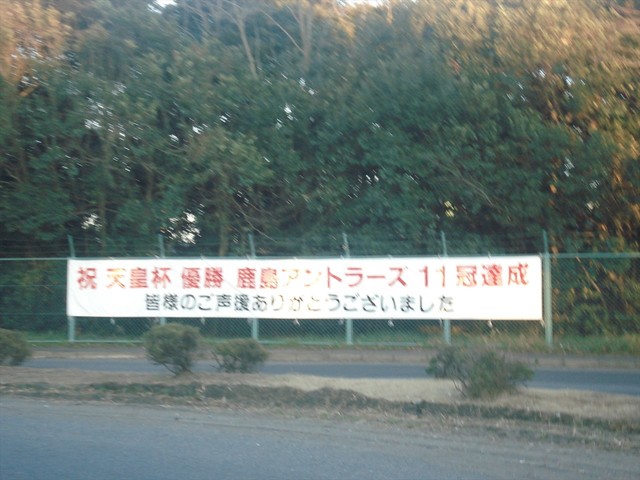 祝 天皇杯 優勝 鹿島アントラーズ 11冠達成
皆様のご声援ありがとうございました